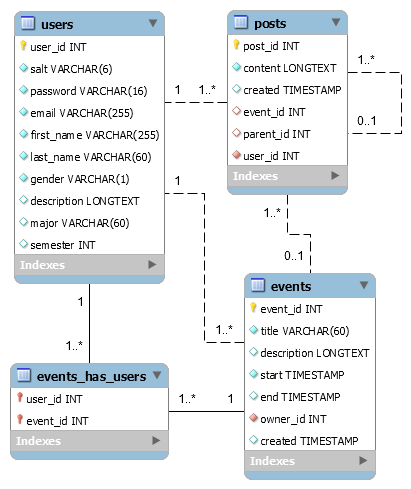 users
user_id INT
salt VARCHAR(6)
password VARCHAR(16)
email VARCHAR(255)
first_name VARCHAR(255)
last_name VARCHAR(60)
gender VARCHAR(1)
description LONGTEXT
major VARCHAR(60)
semester INT
Indexes
posts
post_id INT
content LONGTEXT
created TIMESTAMP
event_id INT
parent_id INT
user_id INT
Indexes
1
1..*
1..*
0..1
1
1..*
1..*
0..1
events
event_id INT
title VARCHAR(60)
description LONGTEXT
start TIMESTAMP
end TIMESTAMP
owner_id INT
created TIMESTAMP
Indexes
1
1..*
events_has_users
user_id INT
event_id INT
Indexes
1..*
1